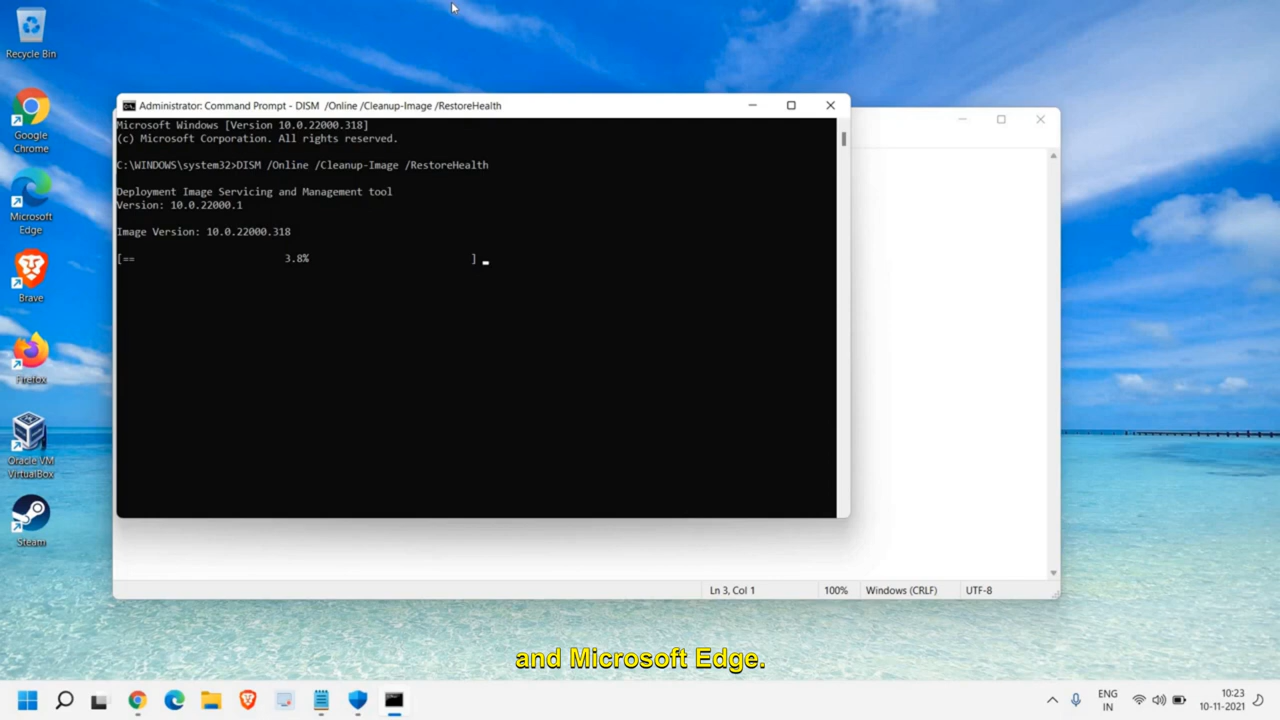 Recycle Bin
Google
Chrome
Microsoft
Edge
Brave
Firefox
Oracle VM
VirtualBox
Steam
Administrator: Command Prompt - DISM  /Online /Cleanup-Image /RestoreHealth
Microsoft Windows [Version 10.0.22000.318]
(c) Microsoft Corporation. All rights reserved.
C:\WINDOWS\system32>DISM /Online /Cleanup-Image /RestoreHealth
Deployment Image Servicing and Management tool
Version: 10.0.22000.1
Image Version: 10.0.22000.318
[==                         3.8%                           ]
Ln 3, Col 1
100%
Windows (CRLF)
UTF-8
and Microsoft Edge.
ENG
IN
10:23
10-11-2021